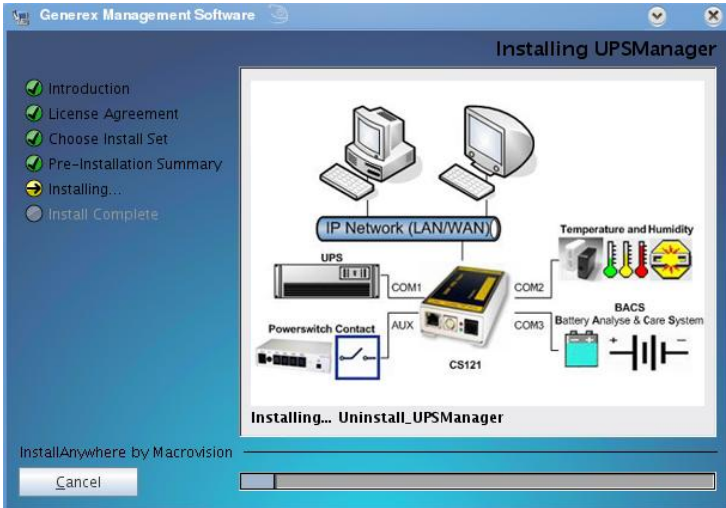 Generex Management Software
Installing UPSManager
Introduction
License Agreement
Choose Install Set
Pre-Installation Summary
Installing...
Install Complete
IP Network (LAN/WAN)
UPS
COM1
COM2
Temperature and Humidity
Powerswitch Contact
AUX
COM3
CS121
BACS
Battery Analyse & Care System
Installing... Uninstall_UPSManager
InstallAnywhere by Macrovision
Cancel